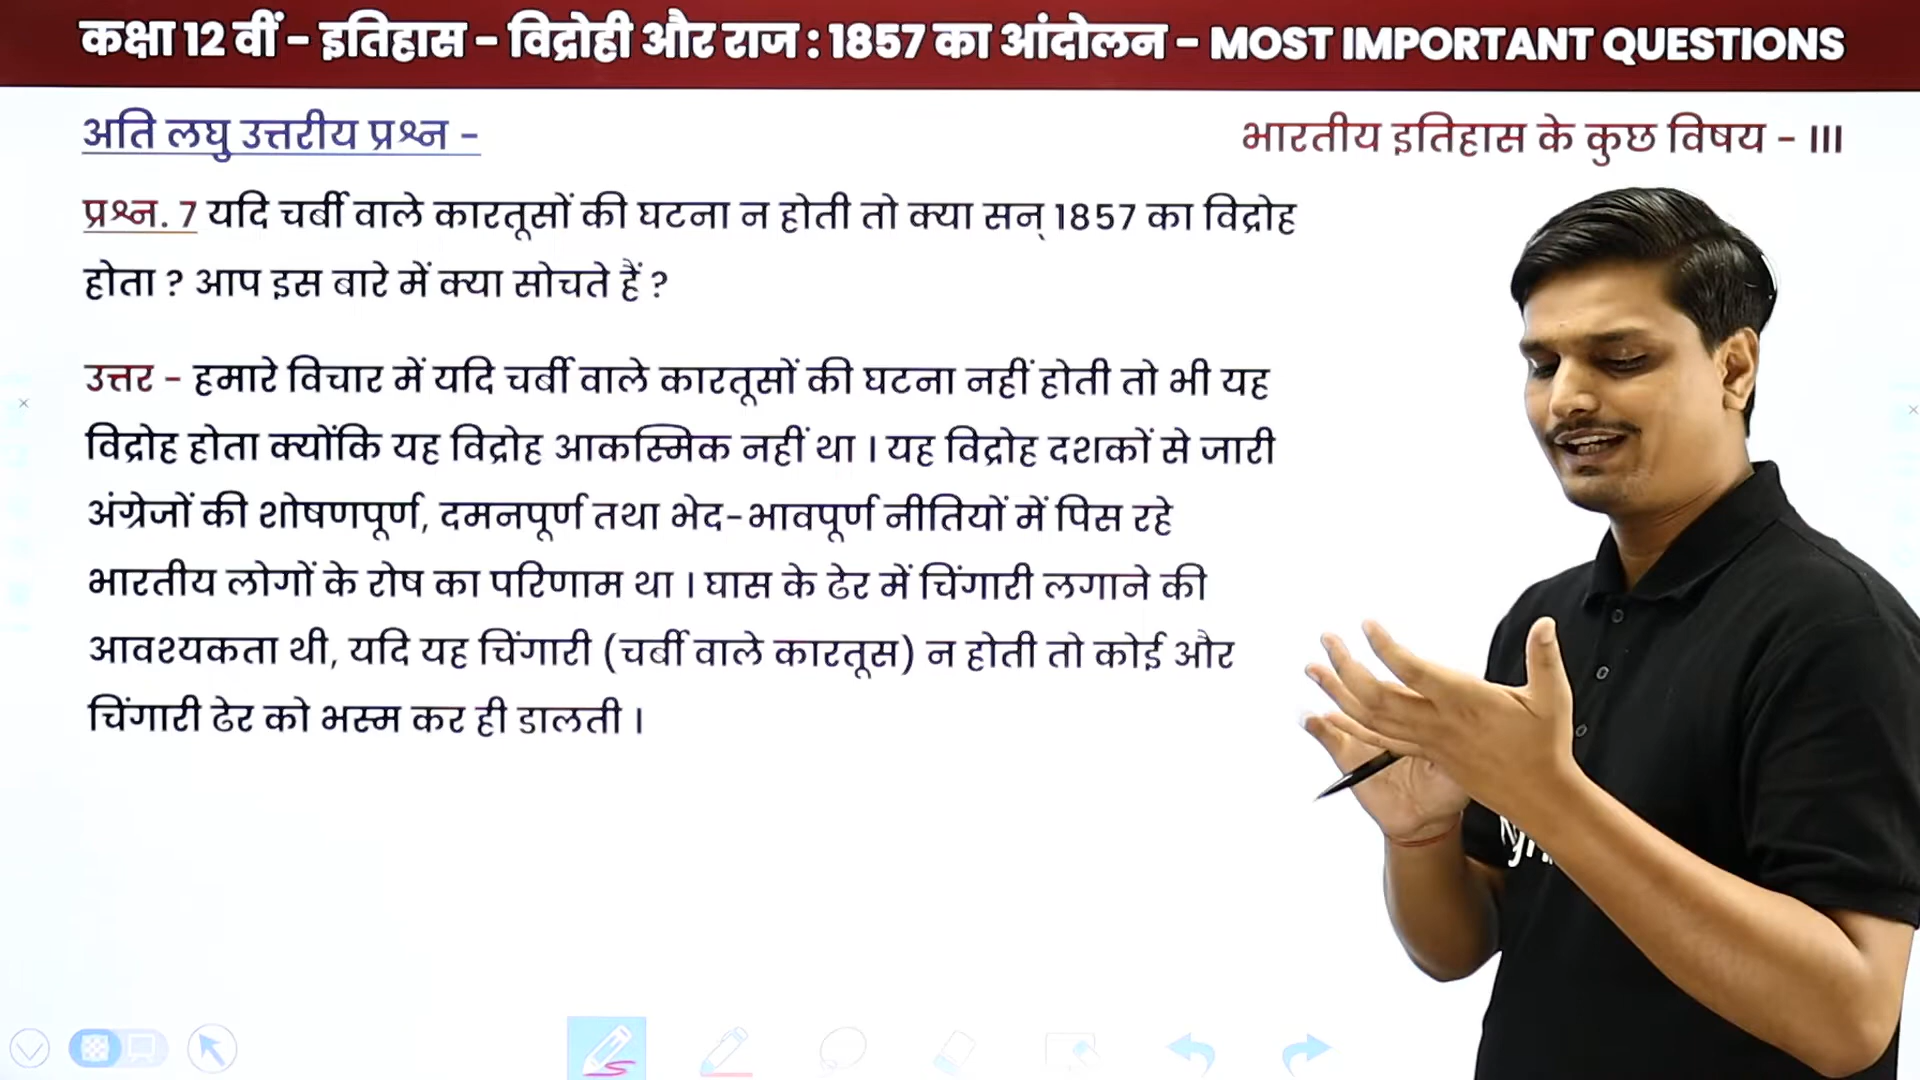 कक्षा 12 वीं - इतिहास - विद्रोही और राज : 1857 का आंदोलन - MOST IMPORTANT QUESTIONS
अति लघु उत्तरीय प्रश्न -
भारतीय इतिहास के कुछ विषय - III
प्रश्न. 7 यदि चर्बी वाले कारतूसों की घटना न होती तो क्या सन् 1857 का विद्रोह
होता ? आप इस बारे में क्या सोचते हैं ?
उत्तर - हमारे विचार में यदि चर्बी वाले कारतूसों की घटना नहीं होती तो भी यह
विद्रोह होता क्योंकि यह विद्रोह आकस्मिक नहीं था । यह विद्रोह दशकों से जारी
अंग्रेजों की शोषणपूर्ण, दमनपूर्ण तथा भेद-भावपूर्ण नीतियों में पिस रहे
भारतीय लोगों के रोष का परिणाम था । घास के ढेर में चिंगारी लगाने की
आवश्यकता थी, यदि यह चिंगारी (चर्बी वाले कारतूस) न होती तो कोई और
चिंगारी ढेर को भस्म कर ही डालती ।